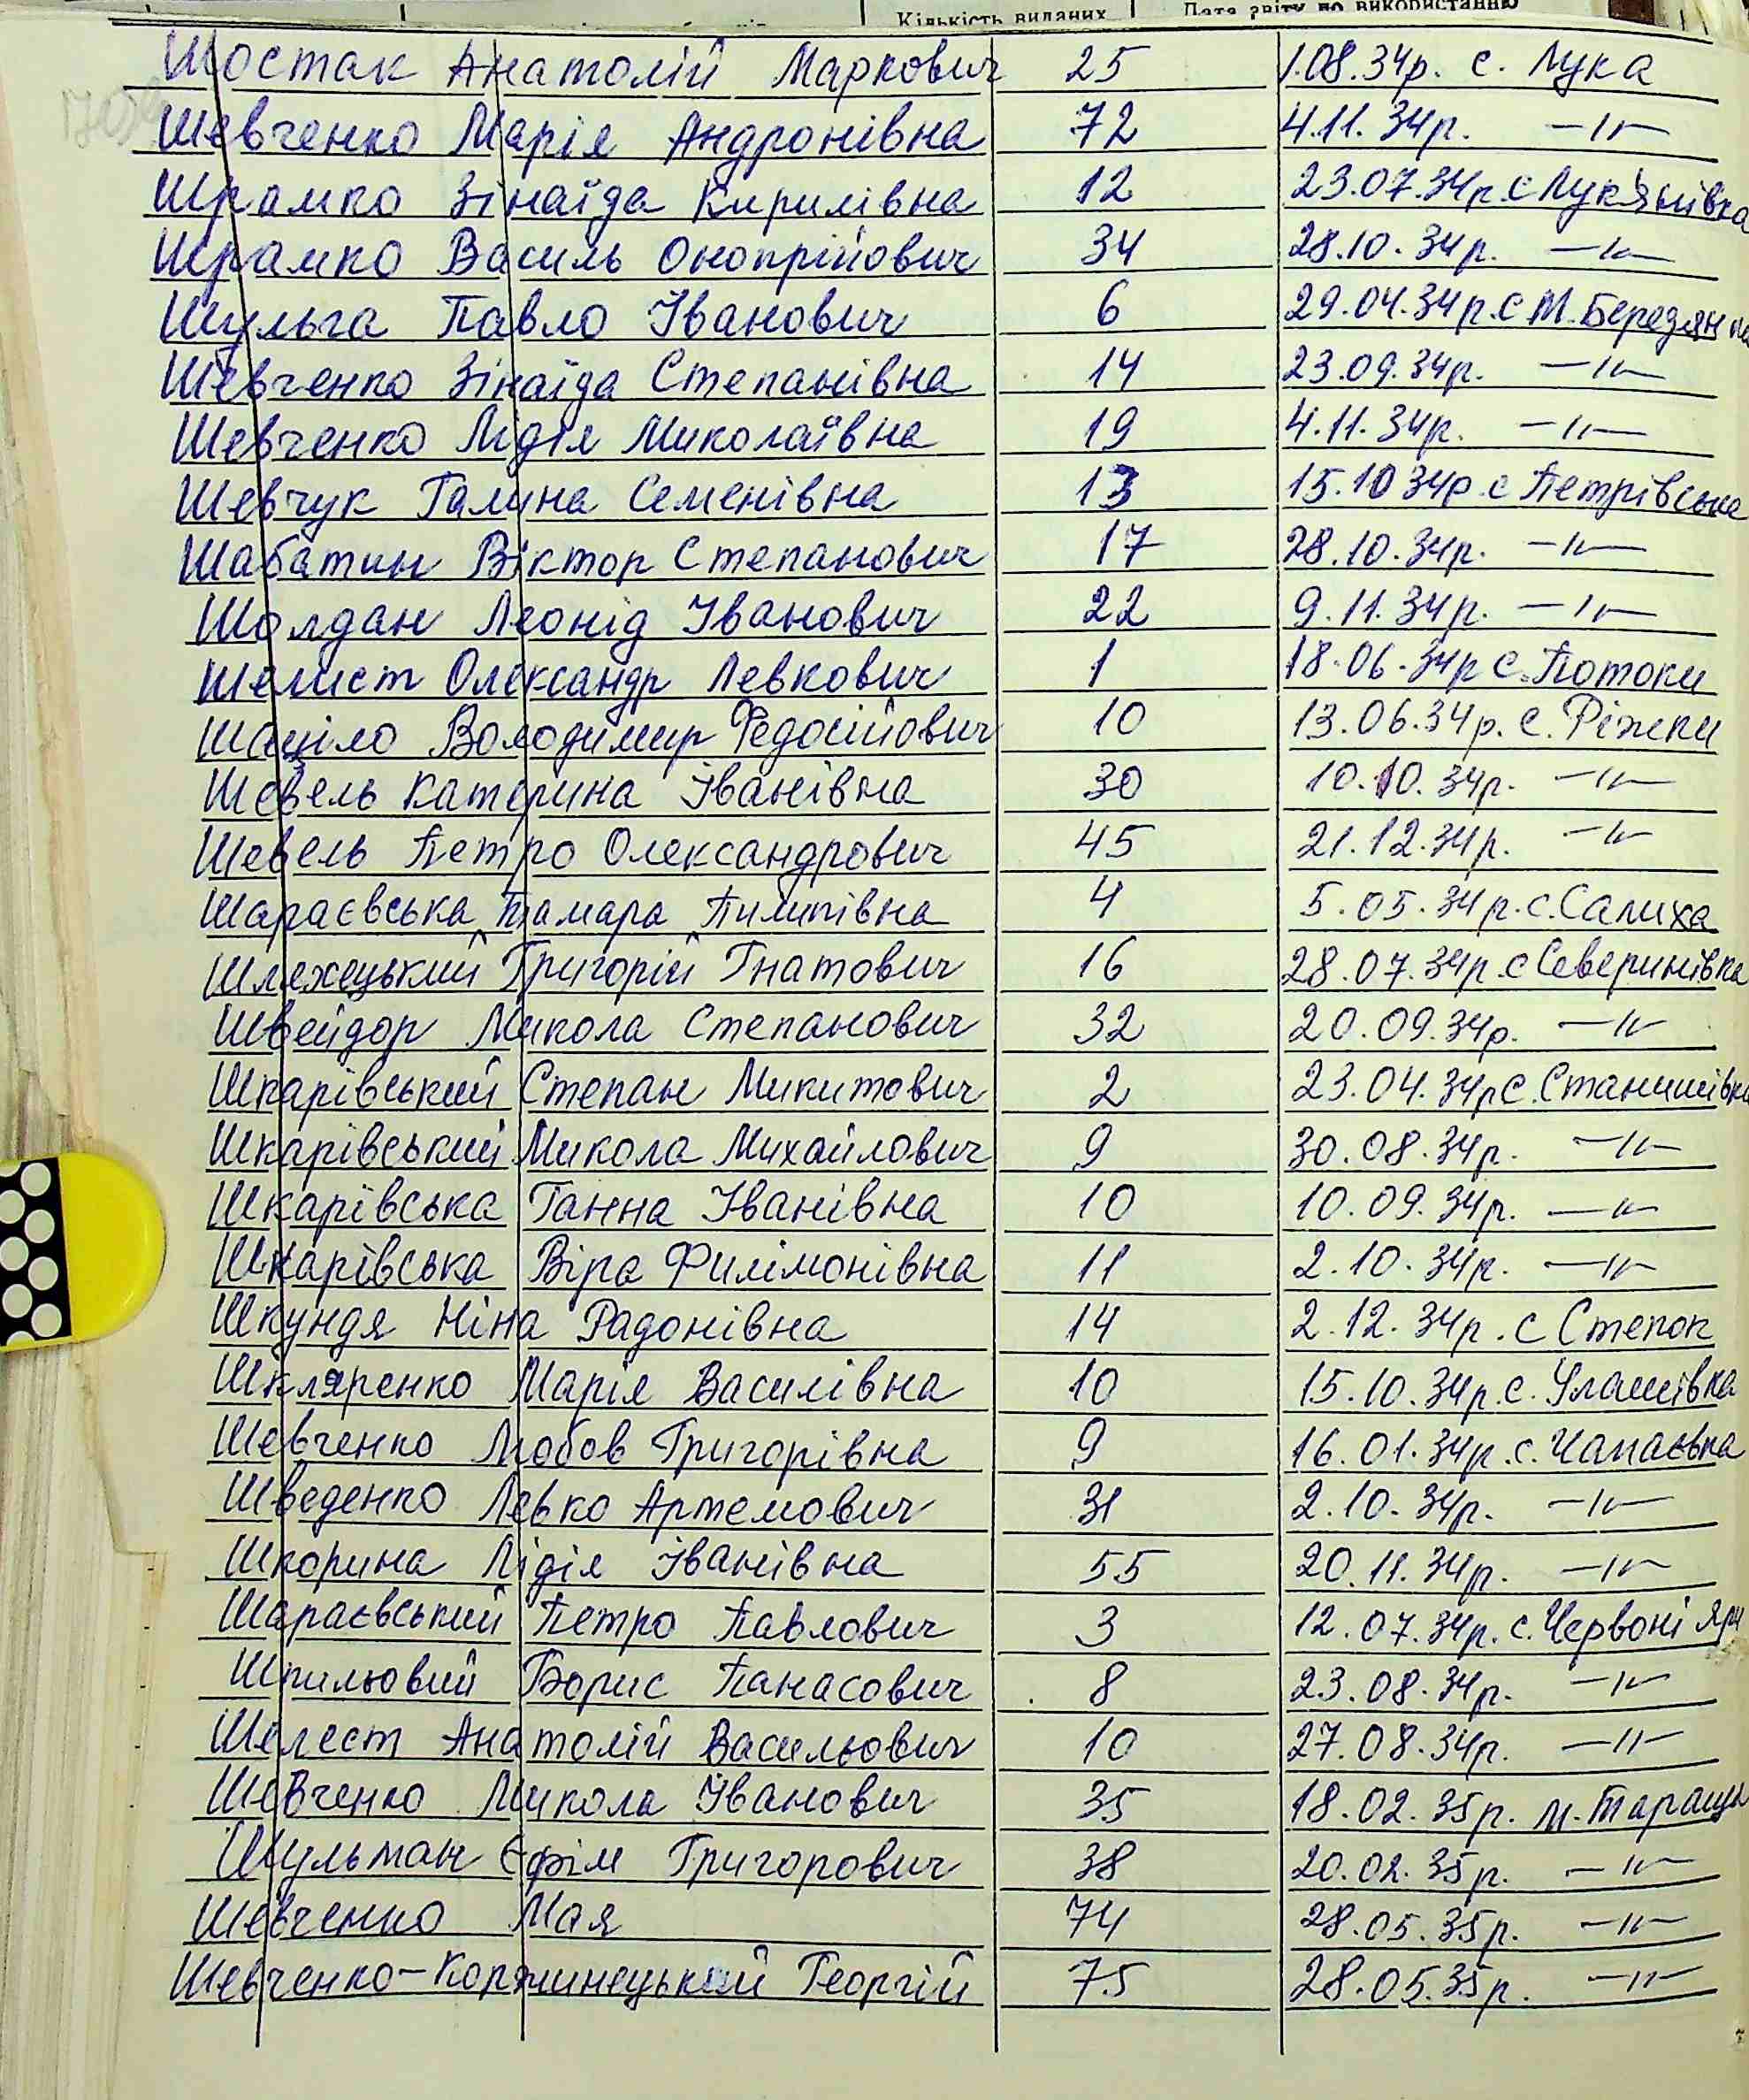 Кількість виданих Дата звіту по використанню
Шостак Анатолій Маркович 25 1.08.34р. с. Лука
Шевченко Марія Андронівна 72 4.11.34р. —"—
Шрамко Зінаїда Кирилівна 12 23.07.34р. с Лук'янівка
Шрамко Василь Онопрійович 34 28.10.34р. —"—
Шульга Павло Іванович 6 29.04.34р. с М. Березянка
Шевченко Зінаїда Степанівна 14 23.09.34р. —"—
Шевченко Лідія Миколаївна 19 4.11.34р. —"—
Шевчук Галина Семенівна 13 15.10 34р с Петрівське
Шабатин Віктор Степанович 17 28.10.34р. —"—
Шолдан Леонід Іванович 22 9.11.34р. —"—
Шелист Олександр Левкович 1 18.06.34р с. Потоки
Шаціло Володимир Федосійович 10 13.06.34р. с. Ріжки
Шевель Катерина Іванівна 30 10.10.34р. —"—
Шевель Петро Олександрович 45 21.12.34р. —"—
Шараєвська Тамара Пилипівна 4 5.05.34р. с. Салиха
Шляхецький Григорій Гнатович 16 28.07.34р. с Северинівка
Швейдор Микола Степанович 32 20.09.34р. —"—
Шкарівський Степан Микитович 2 23.04.34р с. Станишівка
Шкарівський Микола Михайлович 9 30.08.34р. —"—
Шкарівська Ганна Іванівна 10 10.09.34р. —"—
Шкарівська Віра Филімонівна 11 2.10.34р. —"—
Шкундя Ніна Радонівна 14 2.12.34р. с Степок
Шкляренко Марія Василівна 10 15.10.34р. с. Улашівка
Шевченко Любов Григорівна 9 16.01.34р. с. Чапаєвка
Шведенко Левко Артемович 31 2.10.34р. —"—
Шкорина Лідія Іванівна 55 20.11.34р. —"—
Шараєвський Петро Павлович 3 12.07.34р. с. Червоні Яри
Шпильовий Борис Панасович 8 23.08.34р. —"—
Шелест Анатолій Васильович 10 27.08.34р. —"—
Шевченко Микола Іванович 35 18.02.35р. м. Тараща
Шульман Єфім Григорович 38 20.02.35р. —"—
Шевченко Мая 74 28.05.35р. —"—
Шевченко-Коржинецький Георгій 75 28.05.35р. —"—